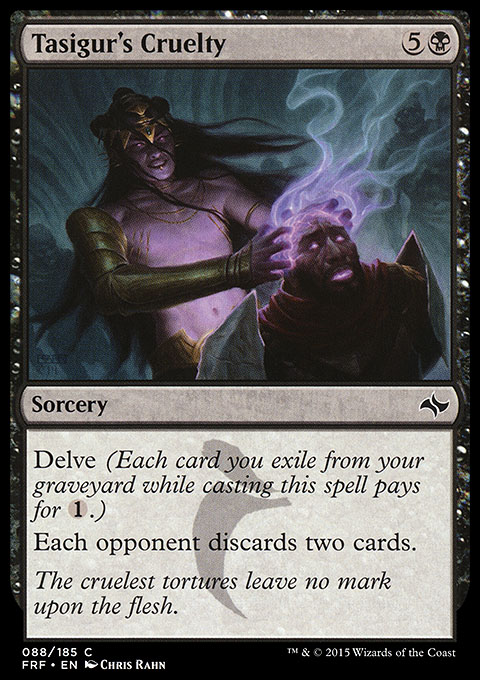 Tasigur's Cruelty 5
Sorcery
Delve (Each card you exile from your
graveyard while casting this spell pays
for 1.)
Each opponent discards two cards.
The cruelest tortures leave no mark
upon the flesh.
088/185 C
FRF • EN Chris Rahn
™ & © 2015 Wizards of the Coast